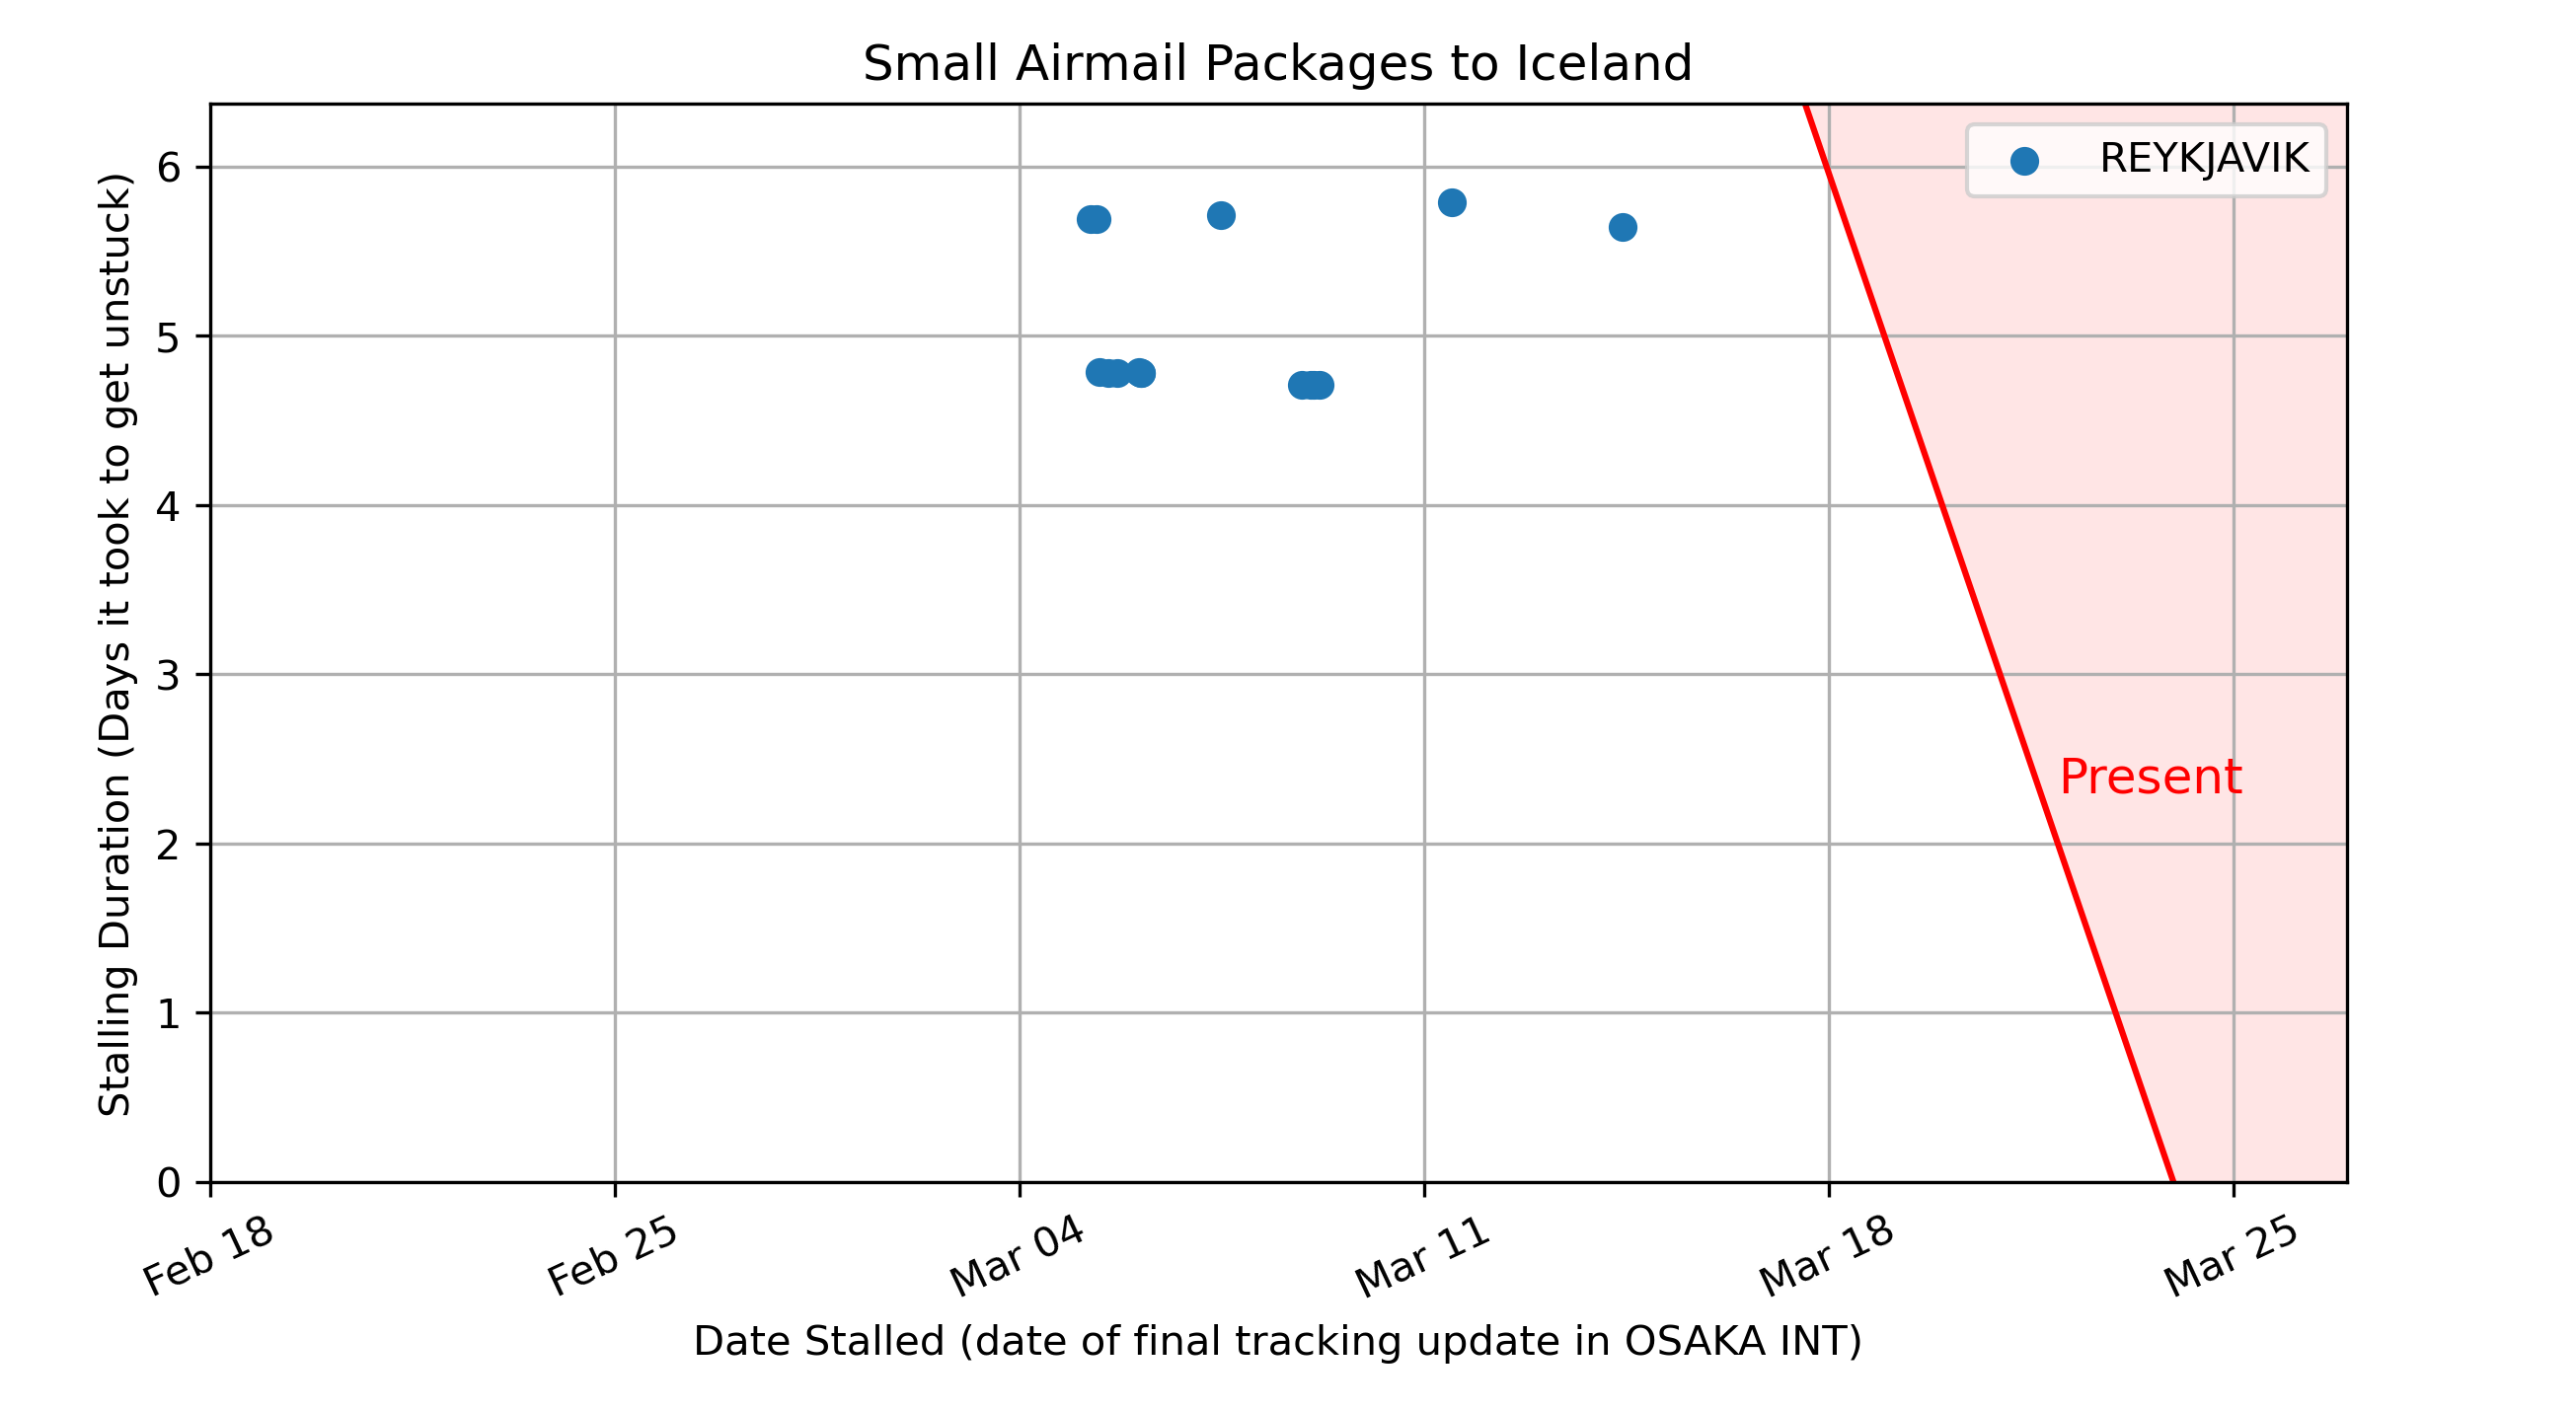 Small Airmail Packages to Iceland
REYKJAVIK
Stalling Duration (Days it took to get unstuck)
6
5
4
3
2
1
0
Present
Feb 18
Feb 25
Mar 04
Mar 11
Mar 18
Mar 25
Date Stalled (date of final tracking update in OSAKA INT)